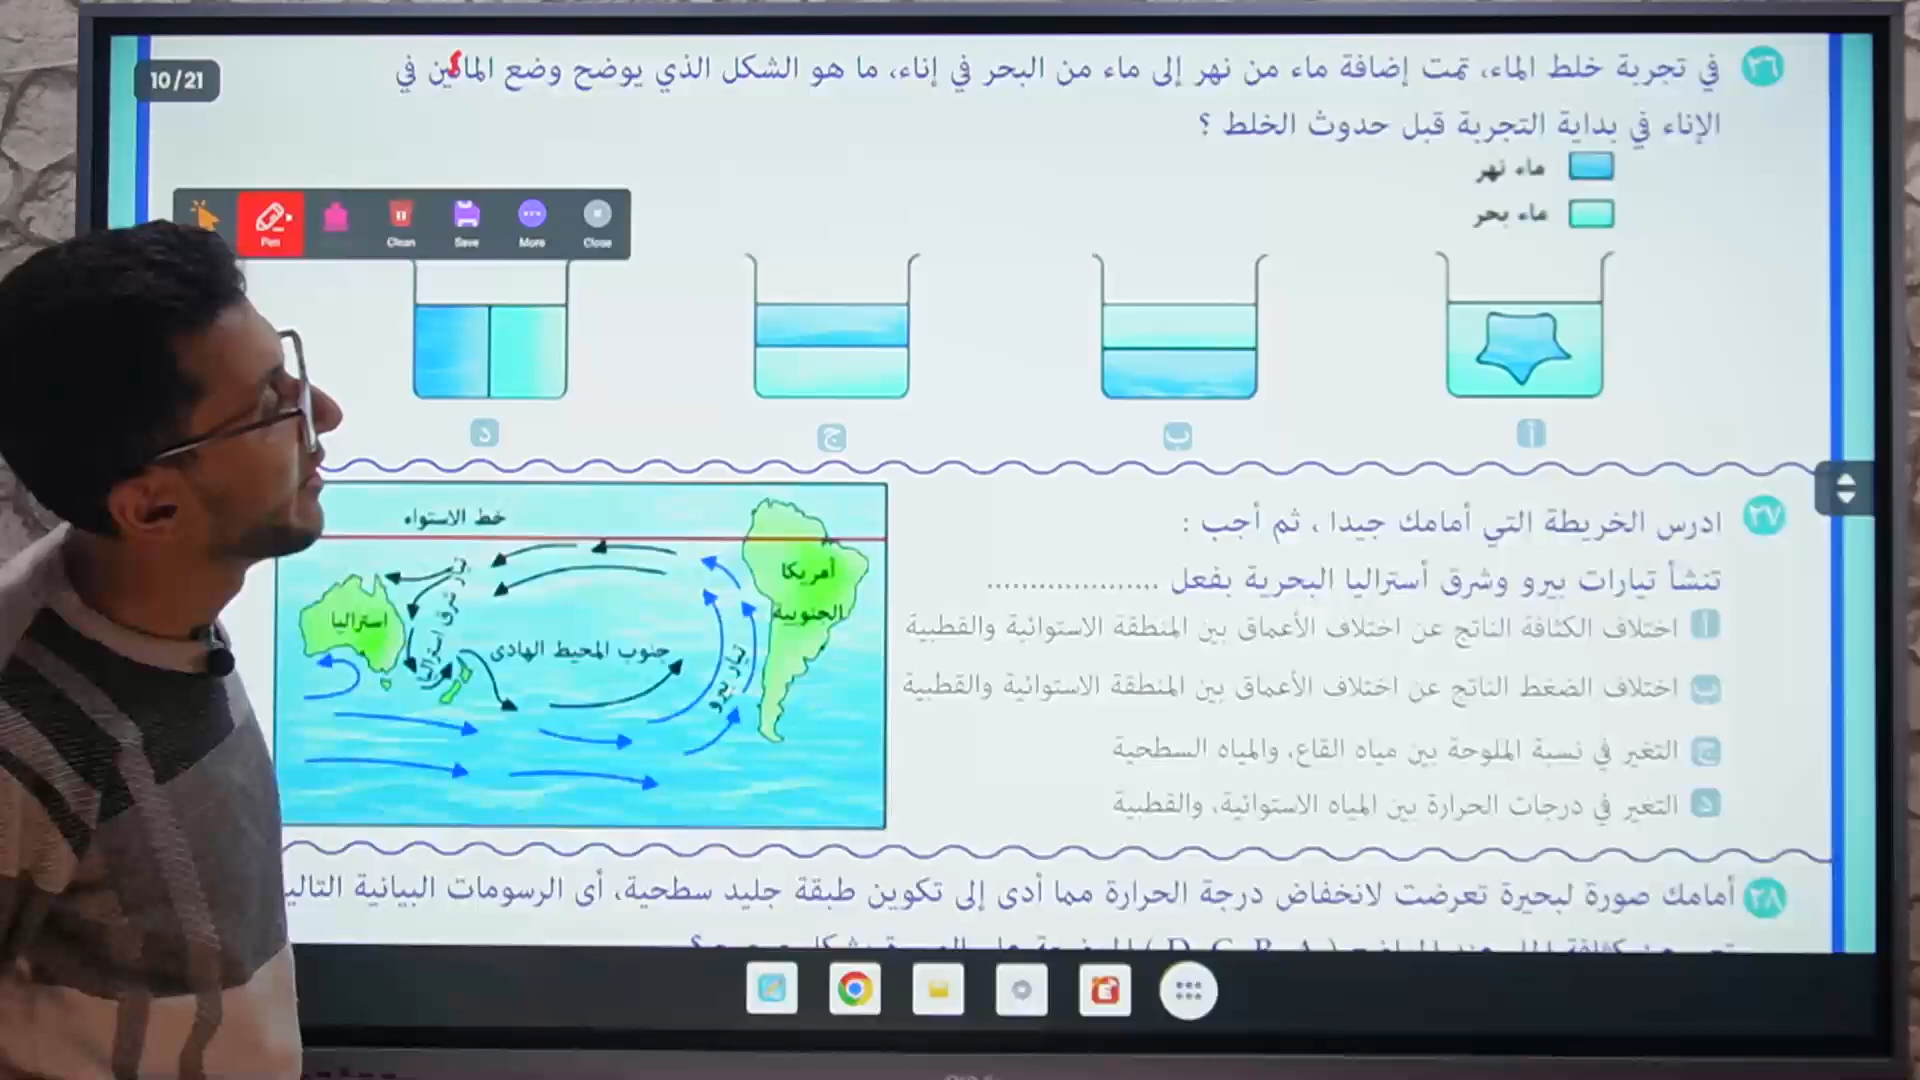 10/21
٣٦ في تجربة خلط الماء، تمت إضافة ماء من نهر إلى ماء من البحر في إناء، ما هو الشكل الذي يوضح وضع المائين في
الإناء في بداية التجربة قبل حدوث الخلط ؟
ماء نهر
ماء بحر
Pen
Clean
Save
More
Close
أ
ب
ج
د
٣٧ ادرس الخريطة التي أمامك جيدا ، ثم أجب :
تنشأ تيارات بيرو وشرق أستراليا البحرية بفعل ....................
أ اختلاف الكثافة الناتج عن اختلاف الأعماق بين المنطقة الاستوائية والقطبية
ب اختلاف الضغط الناتج عن اختلاف الأعماق بين المنطقة الاستوائية والقطبية
ج التغير في نسبة الملوحة بين مياه القاع، والمياه السطحية
د التغير في درجات الحرارة بين المياه الاستوائية، والقطبية
خط الاستواء
أمريكا
الجنوبية
استراليا
تيار شرق استراليا
جنوب المحيط الهادى
تيار بيرو
٣٨ أمامك صورة لبحيرة تعرضت لانخفاض درجة الحرارة مما أدى إلى تكوين طبقة جليد سطحية، أى الرسومات البيانية التالية